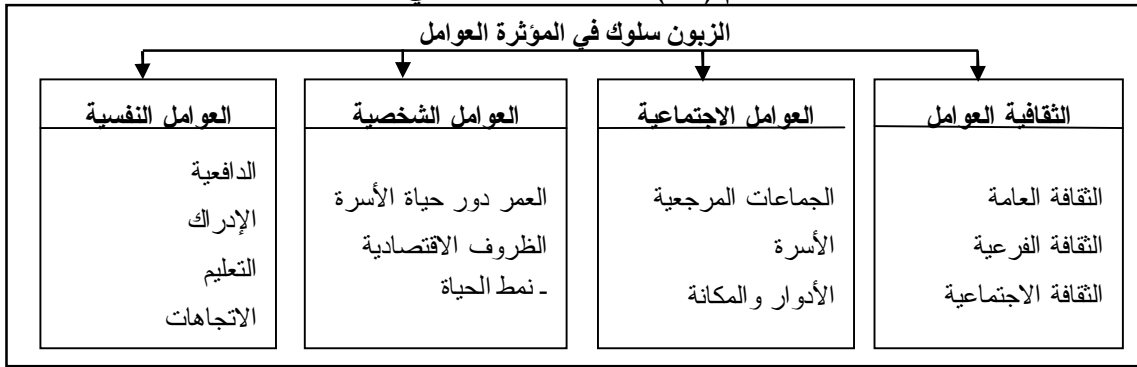 الزبون سلوك في المؤثرة العوامل
الثقافية العوامل
الثقافة العامة
الثقافة الفرعية
الثقافة الاجتماعية
العوامل الاجتماعية
الجماعات المرجعية
الأسرة
الأدوار والمكانة
العوامل الشخصية
العمر دور حياة الأسرة
الظروف الاقتصادية
ـ نمط الحياة
العوامل النفسية
الدافعية
الإدراك
التعليم
الاتجاهات